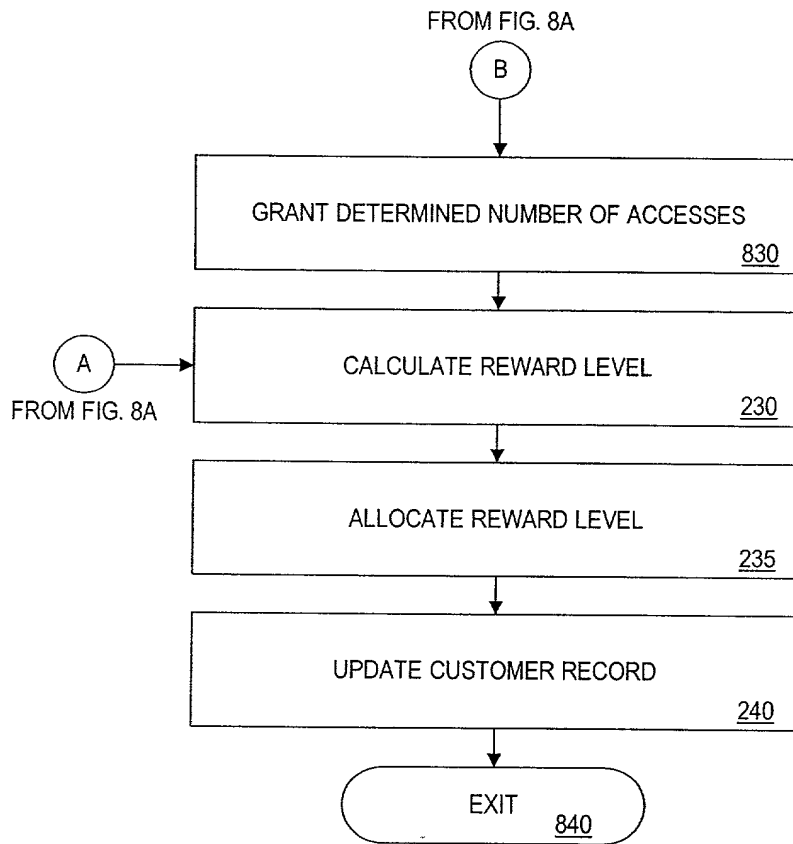 FROM FIG. 8A
B
GRANT DETERMINED NUMBER OF ACCESSES
830
A
FROM FIG. 8A
CALCULATE REWARD LEVEL
230
ALLOCATE REWARD LEVEL
235
UPDATE CUSTOMER RECORD
240
EXIT
840